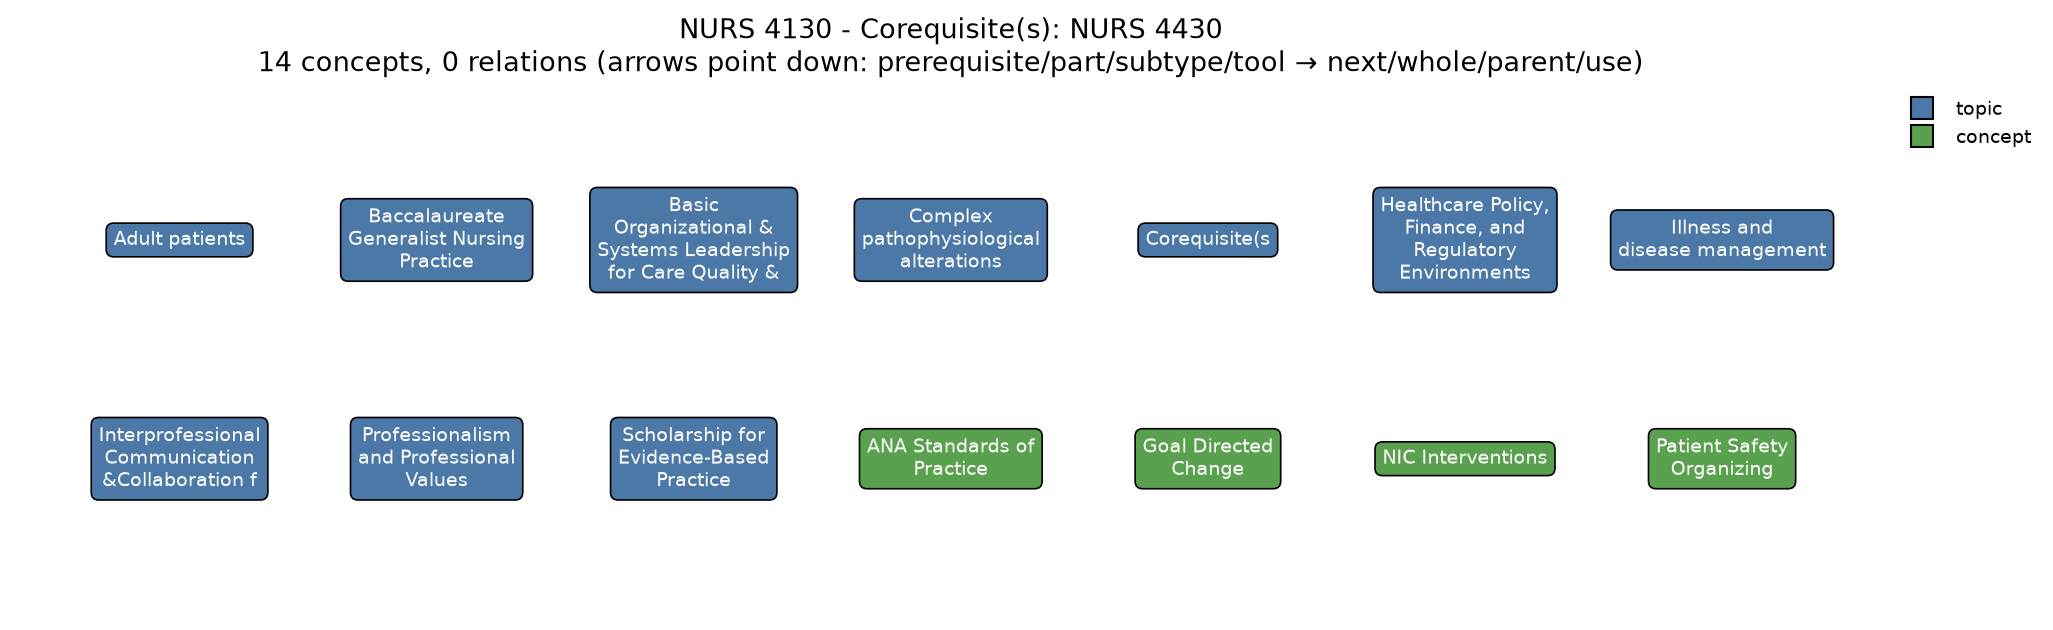 NURS 4130 - Corequisite(s): NURS 4430
14 concepts, 0 relations (arrows point down: prerequisite/part/subtype/tool → next/whole/parent/use)
topic
concept
Adult patients
Baccalaureate
Generalist Nursing
Practice
Basic
Organizational &
Systems Leadership
for Care Quality &
Complex
pathophysiological
alterations
Corequisite(s
Healthcare Policy,
Finance, and
Regulatory
Environments
Illness and
disease management
Interprofessional
Communication
&Collaboration f
Professionalism
and Professional
Values
Scholarship for
Evidence-Based
Practice
ANA Standards of
Practice
Goal Directed
Change
NIC Interventions
Patient Safety
Organizing